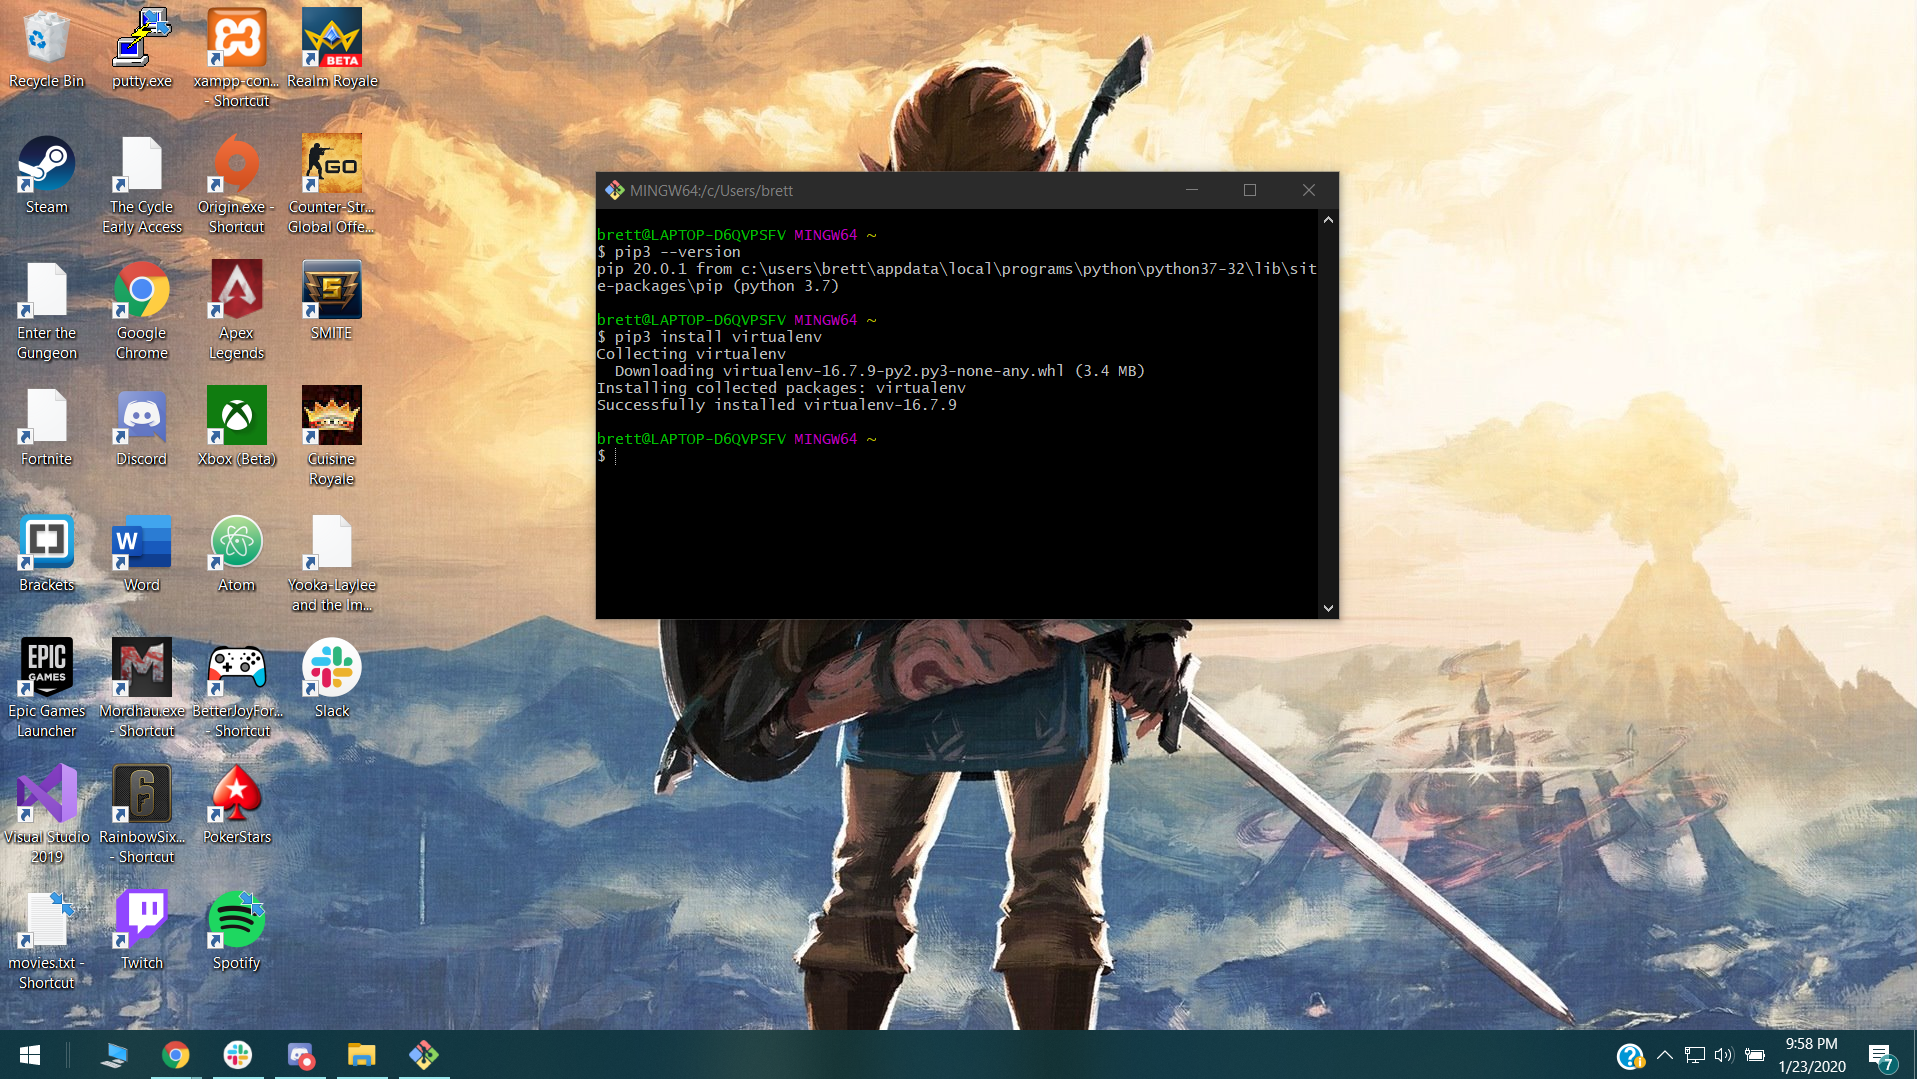 Recycle Bin
putty.exe
xampp-con...
- Shortcut
BETA
Realm Royale
Steam
The Cycle
Early Access
Origin.exe -
Shortcut
GO
Counter-Str...
Global Offe...
Enter the
Gungeon
Google
Chrome
Apex
Legends
S
SMITE
Fortnite
Discord
Xbox (Beta)
Cuisine
Royale
Brackets
W
Word
Atom
Yooka-Laylee
and the Im...
EPIC
GAMES
Epic Games
Launcher
M
Mordhau.exe
- Shortcut
BetterJoyFor...
- Shortcut
Slack
Visual Studio
2019
6
RainbowSix...
- Shortcut
PokerStars
movies.txt -
Shortcut
Twitch
Spotify
MINGW64:/c/Users/brett
brett@LAPTOP-D6QVPSFV MINGW64 ~
$ pip3 --version
pip 20.0.1 from c:\users\brett\appdata\local\programs\python\python37-32\lib\sit
e-packages\pip (python 3.7)
brett@LAPTOP-D6QVPSFV MINGW64 ~
$ pip3 install virtualenv
Collecting virtualenv
  Downloading virtualenv-16.7.9-py2.py3-none-any.whl (3.4 MB)
Installing collected packages: virtualenv
Successfully installed virtualenv-16.7.9
brett@LAPTOP-D6QVPSFV MINGW64 ~
$
9:58 PM
1/23/2020
7